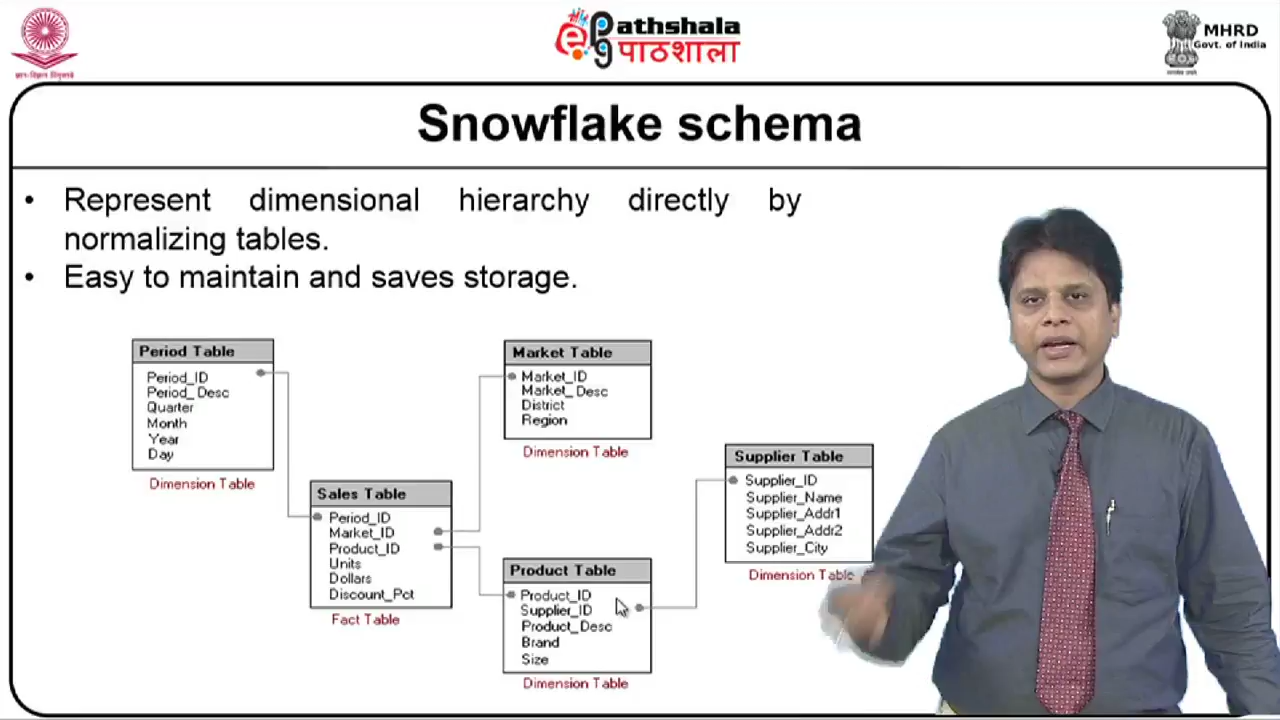 ePathshala
पाठशाला
MHRD
Govt. of India
Snowflake schema
• Represent dimensional hierarchy directly by
normalizing tables.
• Easy to maintain and saves storage.
Period Table
Period_ID
Period_Desc
Quarter
Month
Year
Day
Dimension Table
Market Table
Market_ID
Market_Desc
District
Region
Dimension Table
Sales Table
Period_ID
Market_ID
Product_ID
Units
Dollars
Discount_Pct
Fact Table
Supplier Table
Supplier_ID
Supplier_Name
Supplier_Addr1
Supplier_Addr2
Supplier_City
Dimension Table
Product Table
Product_ID
Supplier_ID
Product_Desc
Brand
Size
Dimension Table